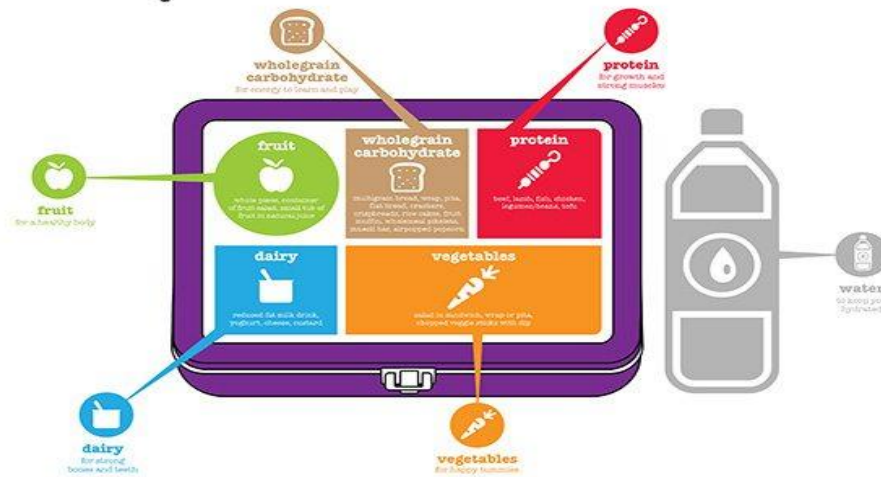 wholegrain
carbohydrate
for energy to learn and play
protein
for growth and
strong muscles
fruit
for a healthy body
fruit
whole piece, container
of fruit salad, small tub of
fruit in natural juice
wholegrain
carbohydrate
multigrain bread, wrap, pita,
flat bread, crackers,
crispbreads, rice cakes, fruit
muffin, wholemeal pikelets,
muesli bar, airpopped popcorn
protein
beef, lamb, fish, chicken,
legumes/beans, tofu
dairy
reduced fat milk drink,
yoghurt, cheese, custard
vegetables
salad in sandwich, wrap or pita,
chopped veggie sticks with dip
water
to keep you
hydrated
dairy
for strong
bones and teeth
vegetables
for happy tummies